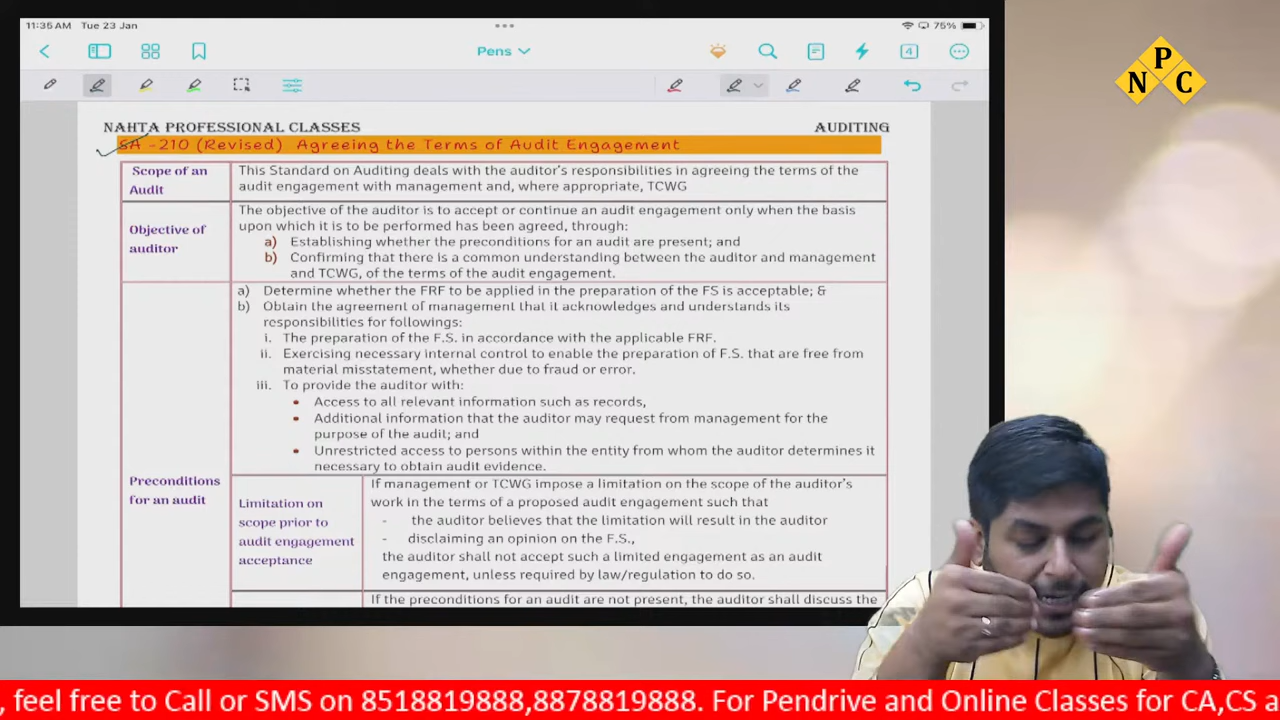 11:35 AM Tue 23 Jan
75%
Pens
4
N P C
NAHTA PROFESSIONAL CLASSES AUDITING
SA -210 (Revised) Agreeing the Terms of Audit Engagement
Scope of an
Audit
This Standard on Auditing deals with the auditor's responsibilities in agreeing the terms of the
audit engagement with management and, where appropriate, TCWG
Objective of
auditor
The objective of the auditor is to accept or continue an audit engagement only when the basis
upon which it is to be performed has been agreed, through:
a) Establishing whether the preconditions for an audit are present; and
b) Confirming that there is a common understanding between the auditor and management
and TCWG, of the terms of the audit engagement.
Preconditions
for an audit
a) Determine whether the FRF to be applied in the preparation of the FS is acceptable; &
b) Obtain the agreement of management that it acknowledges and understands its
responsibilities for followings:
i. The preparation of the F.S. in accordance with the applicable FRF.
ii. Exercising necessary internal control to enable the preparation of F.S. that are free from
material misstatement, whether due to fraud or error.
iii. To provide the auditor with:
• Access to all relevant information such as records,
• Additional information that the auditor may request from management for the
purpose of the audit; and
• Unrestricted access to persons within the entity from whom the auditor determines it
necessary to obtain audit evidence.
Limitation on
scope prior to
audit engagement
acceptance
If management or TCWG impose a limitation on the scope of the auditor's
work in the terms of a proposed audit engagement such that
- the auditor believes that the limitation will result in the auditor
- disclaiming an opinion on the F.S.,
the auditor shall not accept such a limited engagement as an audit
engagement, unless required by law/regulation to do so.
If the preconditions for an audit are not present, the auditor shall discuss the
, feel free to Call or SMS on 8518819888,8878819888. For Pendrive and Online Classes for CA,CS a